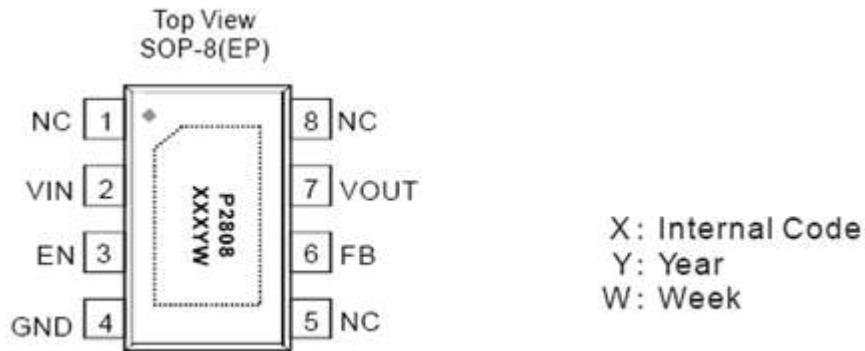 Top View
SOP-8(EP)
NC 1
8 NC
VIN 2
7 VOUT
EN 3
6 FB
GND 4
5 NC
P2808
XXXYW
X: Internal Code
Y: Year
W: Week